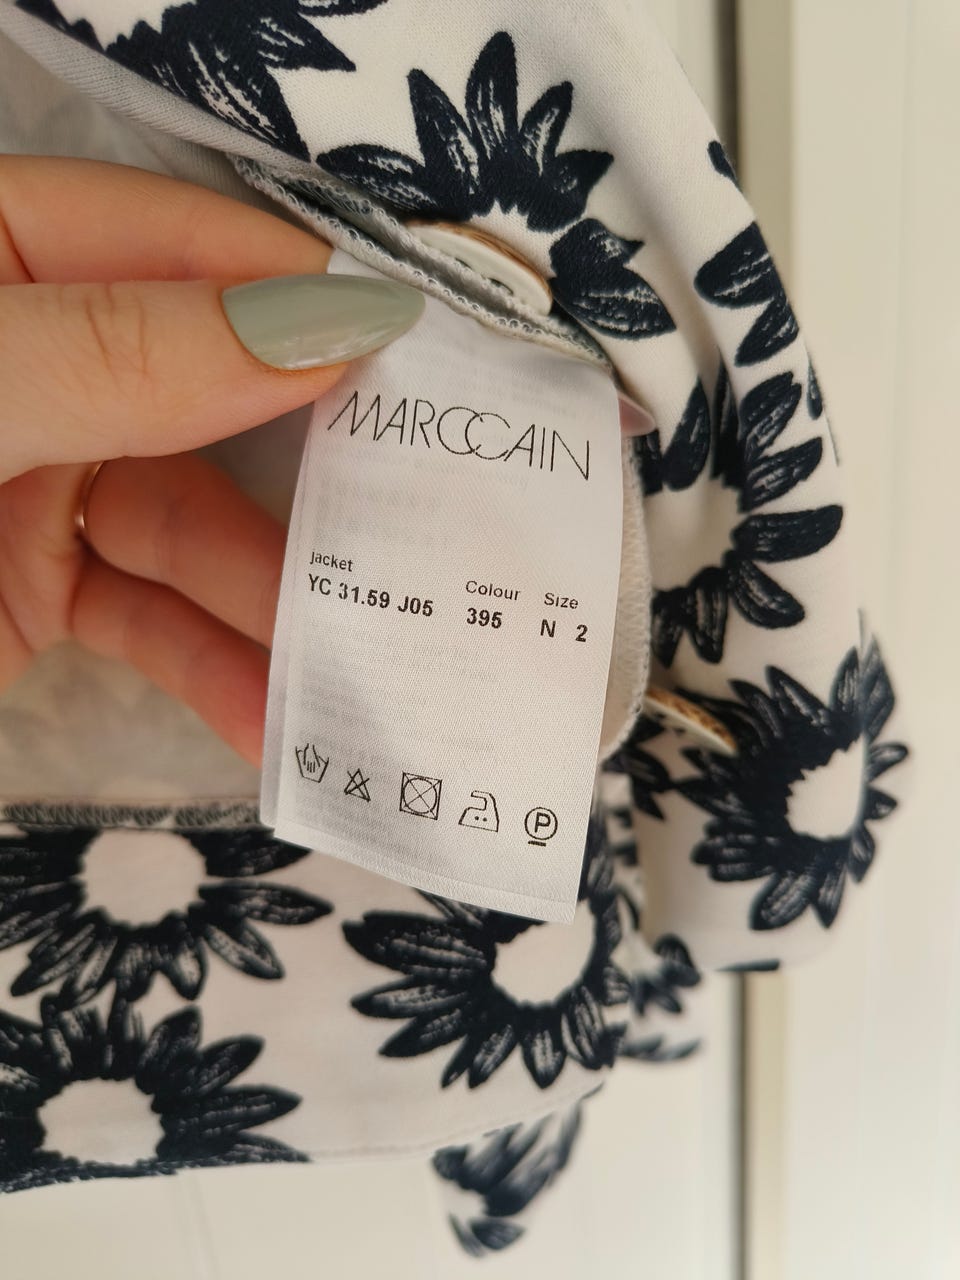 MARCCAIN
Jacket Colour Size
YC 31.59 J05 395 N 2
P